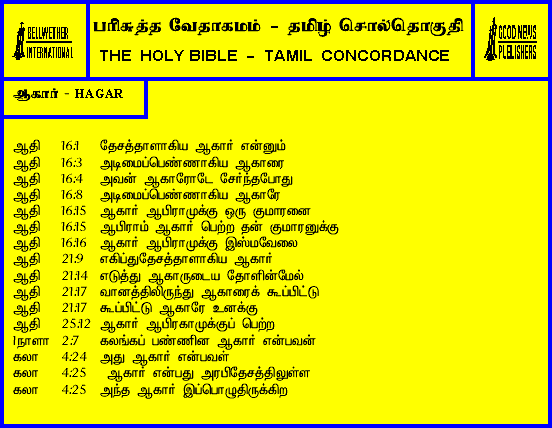 BELLWETHER
INTERNATIONAL
பரிசுத்த வேதாகமம் - தமிழ் சொல்தொகுதி
THE HOLY BIBLE - TAMIL CONCORDANCE
GOOD NEWS
PUBLISHERS
ஆகார் - HAGAR
ஆதி 16:1 தேசத்தாளாகிய ஆகார் என்னும்
ஆதி 16:3 அடிமைப்பெண்ணாகிய ஆகாரை
ஆதி 16:4 அவன் ஆகாரோடே சேர்ந்தபோது
ஆதி 16:8 அடிமைப்பெண்ணாகிய ஆகாரே
ஆதி 16:15 ஆகார் ஆபிராமுக்கு ஒரு குமாரனை
ஆதி 16:15 ஆபிராம் ஆகார் பெற்ற தன் குமாரனுக்கு
ஆதி 16:16 ஆகார் ஆபிராமுக்கு இஸ்மவேலை
ஆதி 21:9 எகிப்துதேசத்தாளாகிய ஆகார்
ஆதி 21:14 எடுத்து ஆகாருடைய தோளின்மேல்
ஆதி 21:17 வானத்திலிருந்து ஆகாரைக் கூப்பிட்டு
ஆதி 21:17 கூப்பிட்டு ஆகாரே உனக்கு
ஆதி 25:12 ஆகார் ஆபிரகாமுக்குப் பெற்ற
1நாளா 2:7 கலங்கப் பண்ணின ஆகார் என்பவன்
கலா 4:24 அது ஆகார் என்பவள்
கலா 4:25 ஆகார் என்பது அரபிதேசத்திலுள்ள
கலா 4:25 அந்த ஆகார் இப்பொழுதிருக்கிற